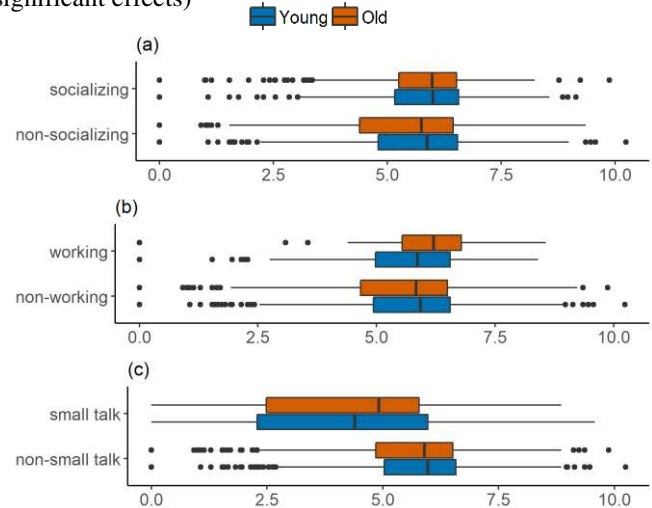 significant effects)
Young Old
(a)
socializing
non-socializing
0.0 2.5 5.0 7.5 10.0
(b)
working
non-working
0.0 2.5 5.0 7.5 10.0
(c)
small talk
non-small talk
0.0 2.5 5.0 7.5 10.0